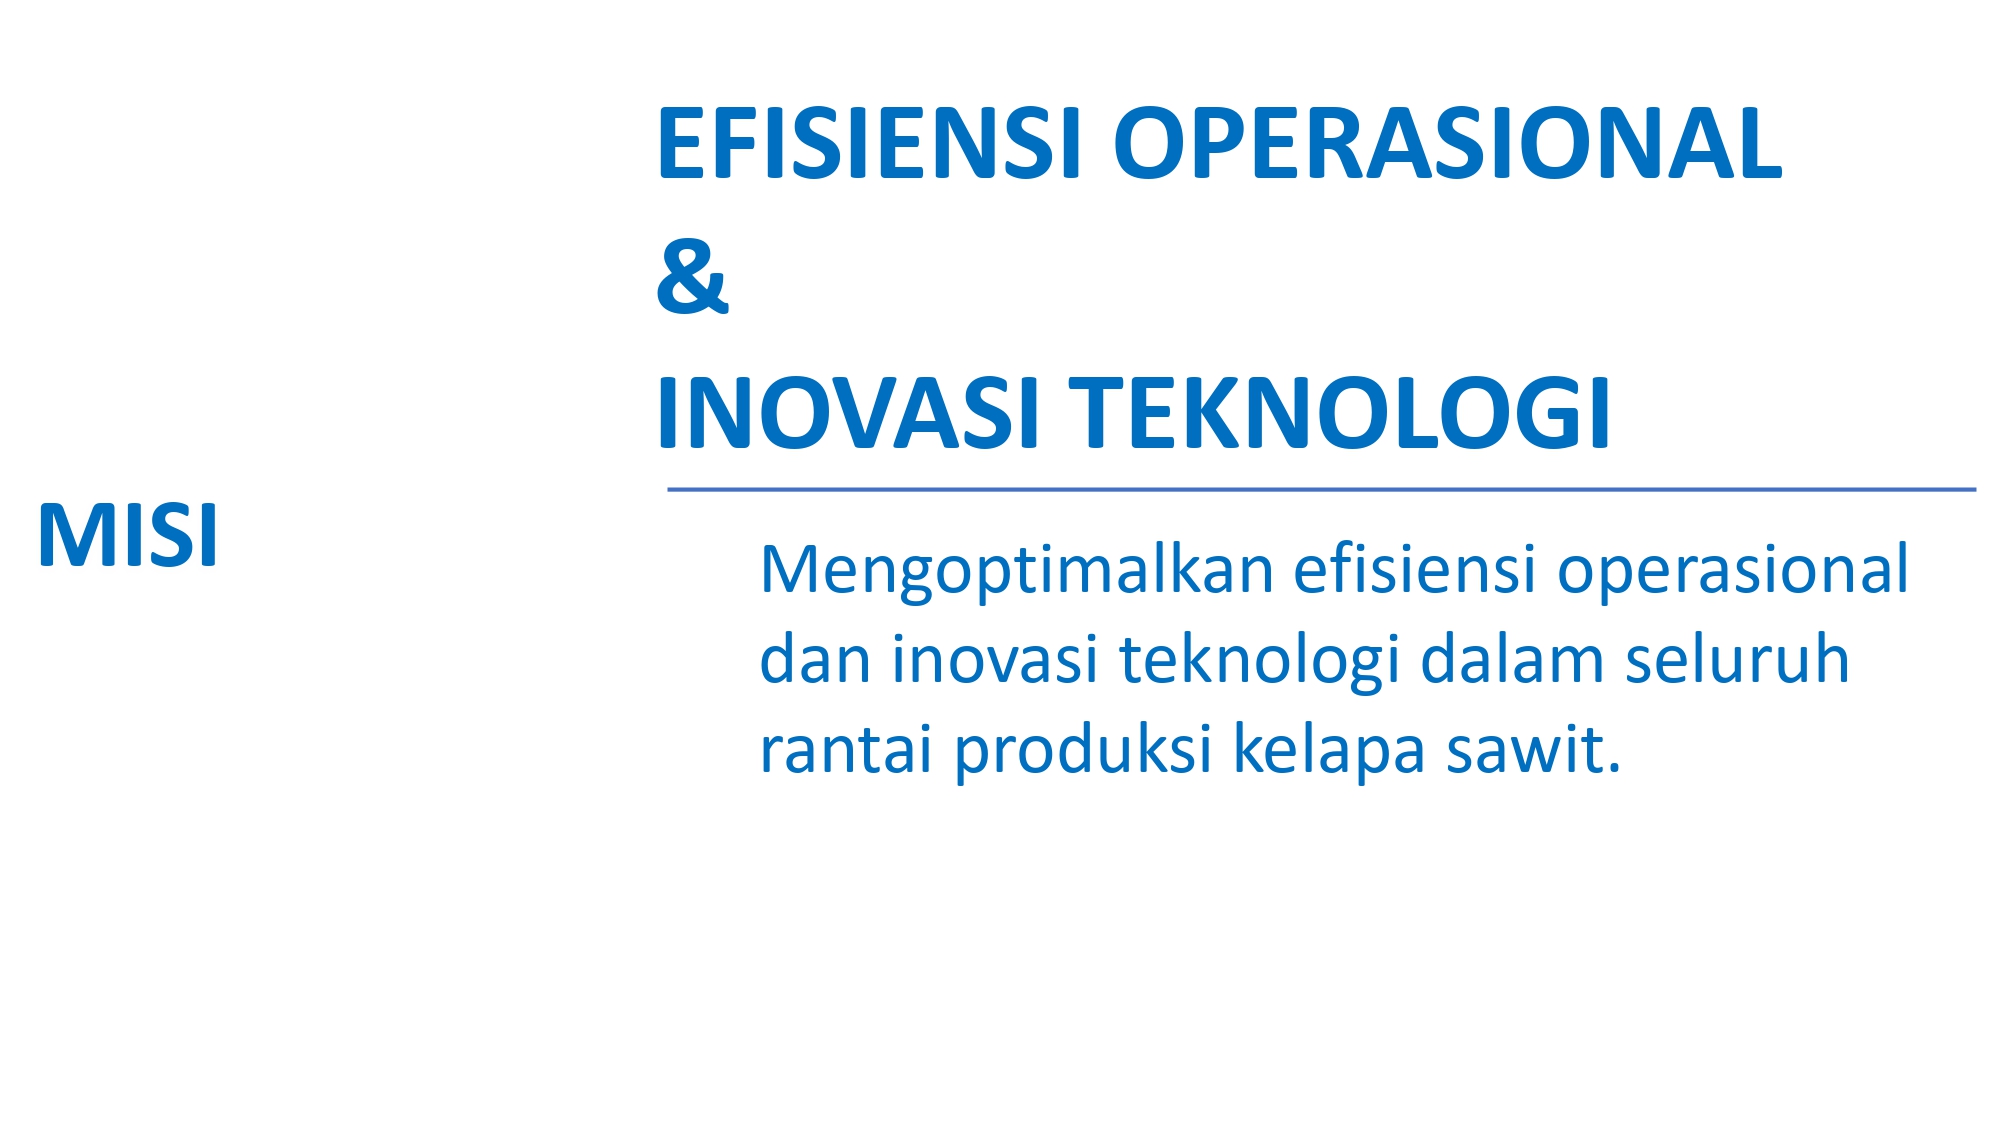 MISI
EFISIENSI OPERASIONAL
&
INOVASI TEKNOLOGI
Mengoptimalkan efisiensi operasional
dan inovasi teknologi dalam seluruh
rantai produksi kelapa sawit.